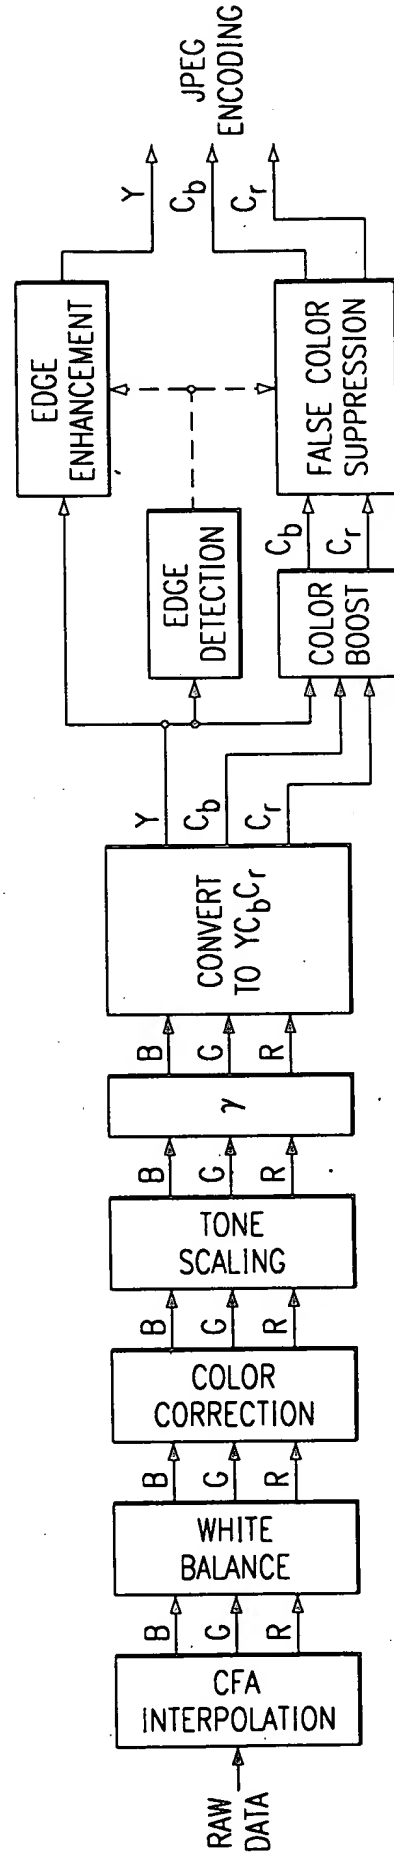 RAW
DATA
CFA
INTERPOLATION
B
G
R
WHITE
BALANCE
B
G
R
COLOR
CORRECTION
B
G
R
TONE
SCALING
B
G
R
γ
B
G
R
CONVERT
TO YCbCr
Y
Cb
Cr
EDGE
DETECTION
COLOR
BOOST
Cb
Cr
EDGE
ENHANCEMENT
FALSE COLOR
SUPPRESSION
Y
Cb
Cr
JPEG
ENCODING